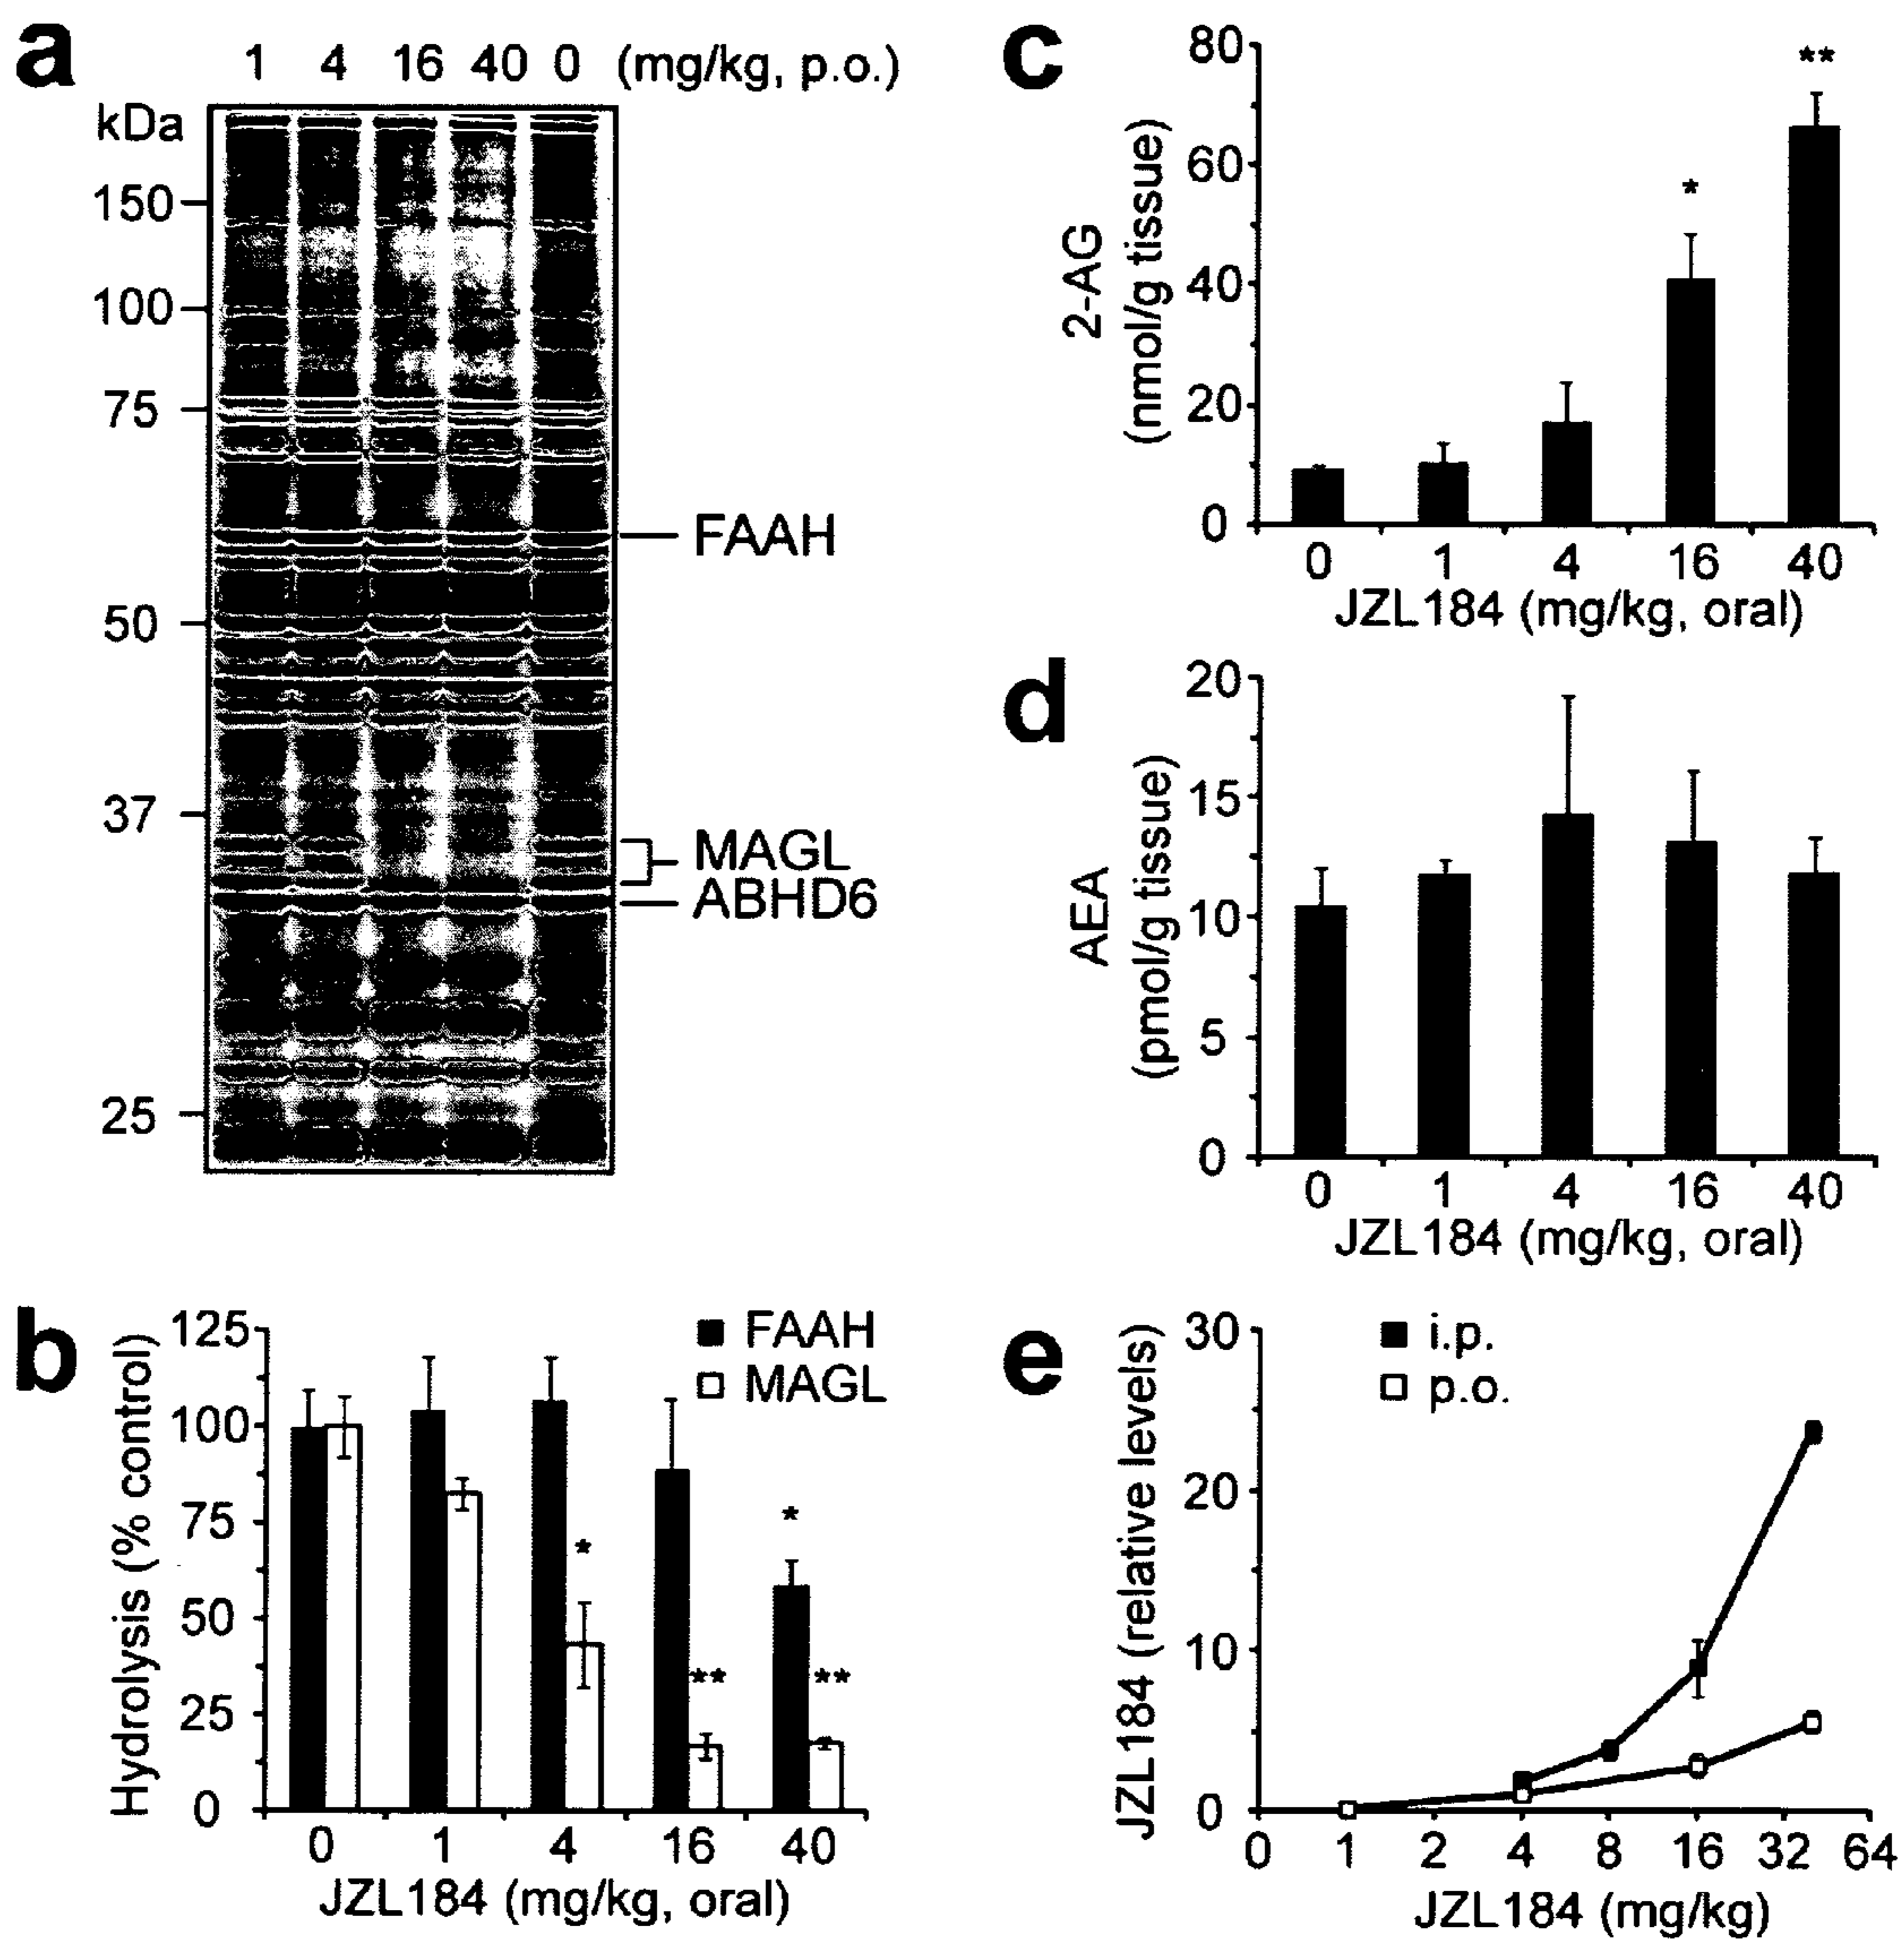 a
1 4 16 40 0 (mg/kg, p.o.)
kDa
150
100
75
50
37
25
FAAH
MAGL
ABHD6
b
Hydrolysis (% control)
125
100
75
50
25
0
FAAH
MAGL
*
**
*
**
0 1 4 16 40
JZL184 (mg/kg, oral)
c
2-AG
(nmol/g tissue)
80
60
40
20
0
*
**
0 1 4 16 40
JZL184 (mg/kg, oral)
d
AEA
(pmol/g tissue)
20
15
10
5
0
0 1 4 16 40
JZL184 (mg/kg, oral)
e
JZL184 (relative levels)
30
20
10
0
i.p.
p.o.
0 1 2 4 8 16 32 64
JZL184 (mg/kg)